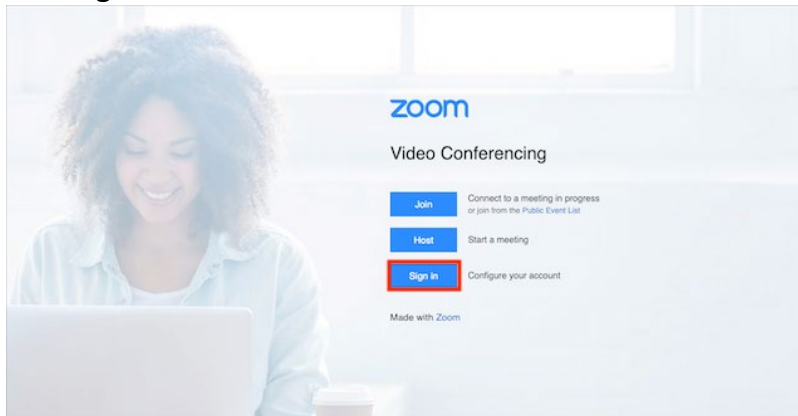 zoom
Video Conferencing
Join
Connect to a meeting in progress
or join from the Public Event List
Host
Start a meeting
Sign in
Configure your account
Made with Zoom